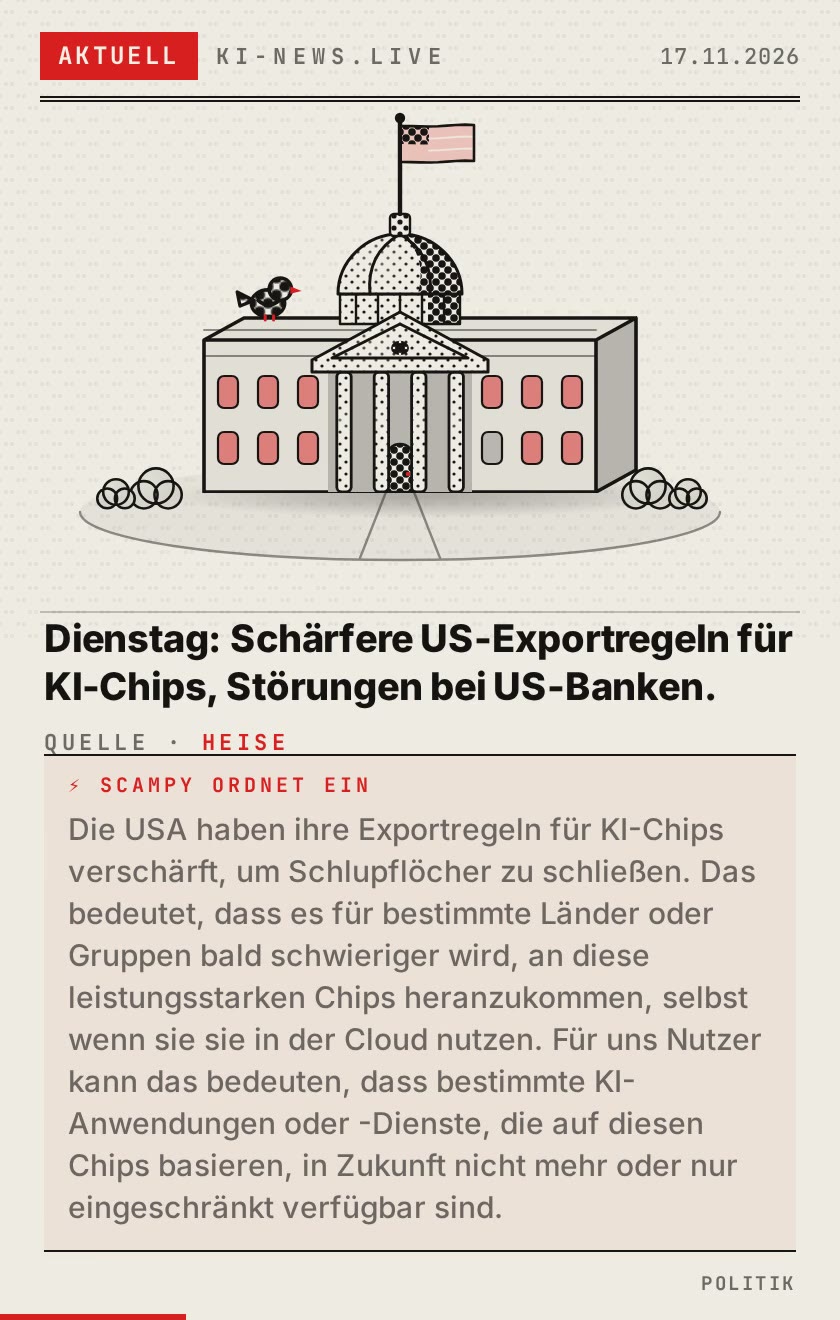 AKTUELL KI-NEWS.LIVE 17.11.2026
Dienstag: Schärfere US-Exportregeln für
KI-Chips, Störungen bei US-Banken.
QUELLE · HEISE
⚡ SCAMPY ORDNET EIN
Die USA haben ihre Exportregeln für KI-Chips
verschärft, um Schlupflöcher zu schließen. Das
bedeutet, dass es für bestimmte Länder oder
Gruppen bald schwieriger wird, an diese
leistungsstarken Chips heranzukommen, selbst
wenn sie sie in der Cloud nutzen. Für uns Nutzer
kann das bedeuten, dass bestimmte KI-
Anwendungen oder -Dienste, die auf diesen
Chips basieren, in Zukunft nicht mehr oder nur
eingeschränkt verfügbar sind.
POLITIK